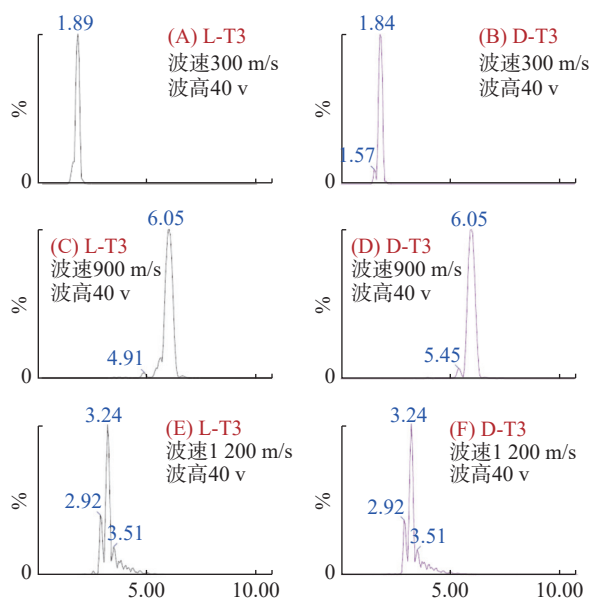 1.89
(A) L-T3
波速300 m/s
波高40 v
%
0
1.84
(B) D-T3
波速300 m/s
波高40 v
1.57
%
0
6.05
(C) L-T3
波速900 m/s
波高40 v
4.91
%
0
6.05
(D) D-T3
波速900 m/s
波高40 v
5.45
%
0
3.24
(E) L-T3
波速1 200 m/s
波高40 v
2.92
3.51
%
0
5.00 10.00
3.24
(F) D-T3
波速1 200 m/s
波高40 v
2.92
3.51
%
0
5.00 10.00